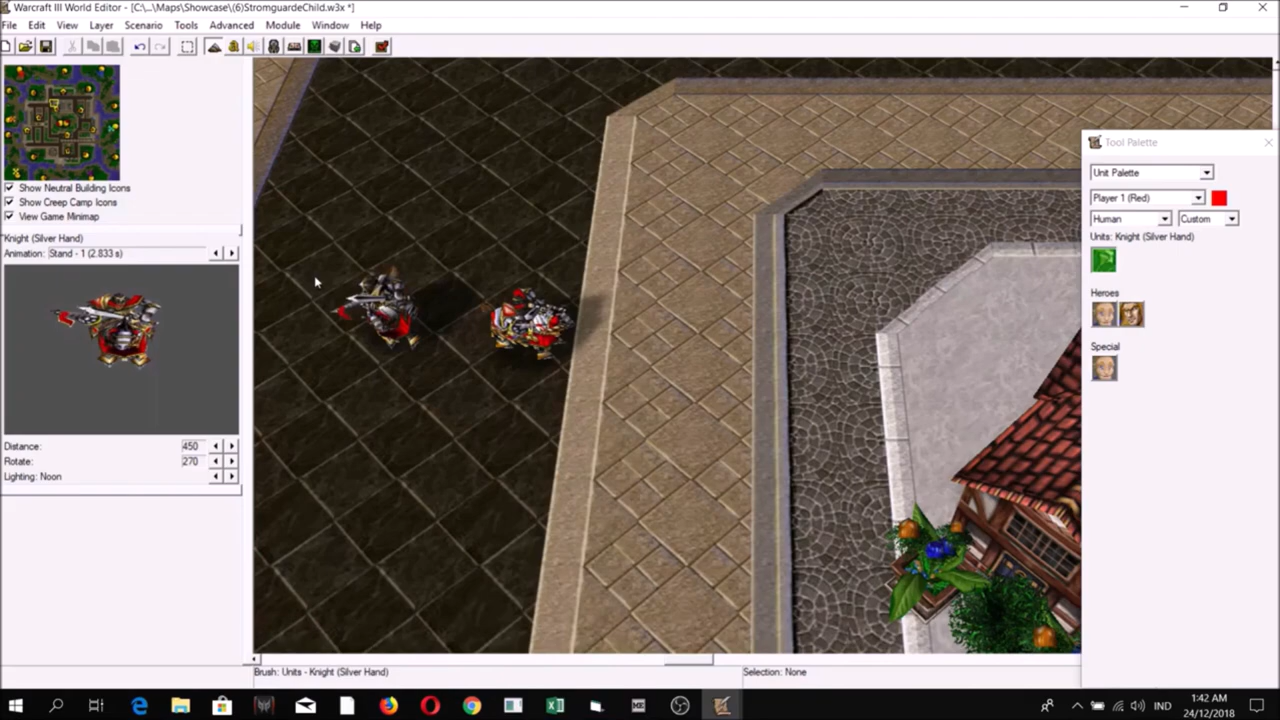 Warcraft III World Editor - [C:\...\Maps\Showcase\(6)StromguardeChild.w3x *]
File Edit View Layer Scenario Tools Advanced Module Window Help
Tool Palette
Unit Palette
Player 1 (Red)
Human Custom
Units: Knight (Silver Hand)
Heroes
Special
Show Neutral Building Icons
Show Creep Camp Icons
View Game Minimap
Knight (Silver Hand)
Animation: Stand - 1 (2.833 s)
Distance: 450
Rotate: 270
Lighting: Noon
Brush: Units - Knight (Silver Hand)
Selection: None
IND
1:42 AM
24/12/2018